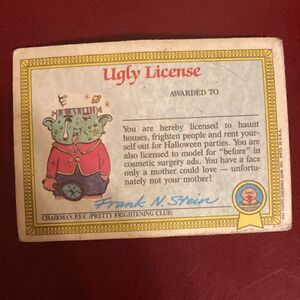 Ugly License
AWARDED TO
You are hereby licensed to haunt
houses, frighten people and rent your-
self out for Halloween parties. You are
also licensed to model for "before" in
cosmetic surgery ads. You have a face
only a mother could love — unfortu-
nately not your mother!
Frank N. Stein
CHAIRMAN P.F.C (PRETTY FRIGHTENING CLUB)